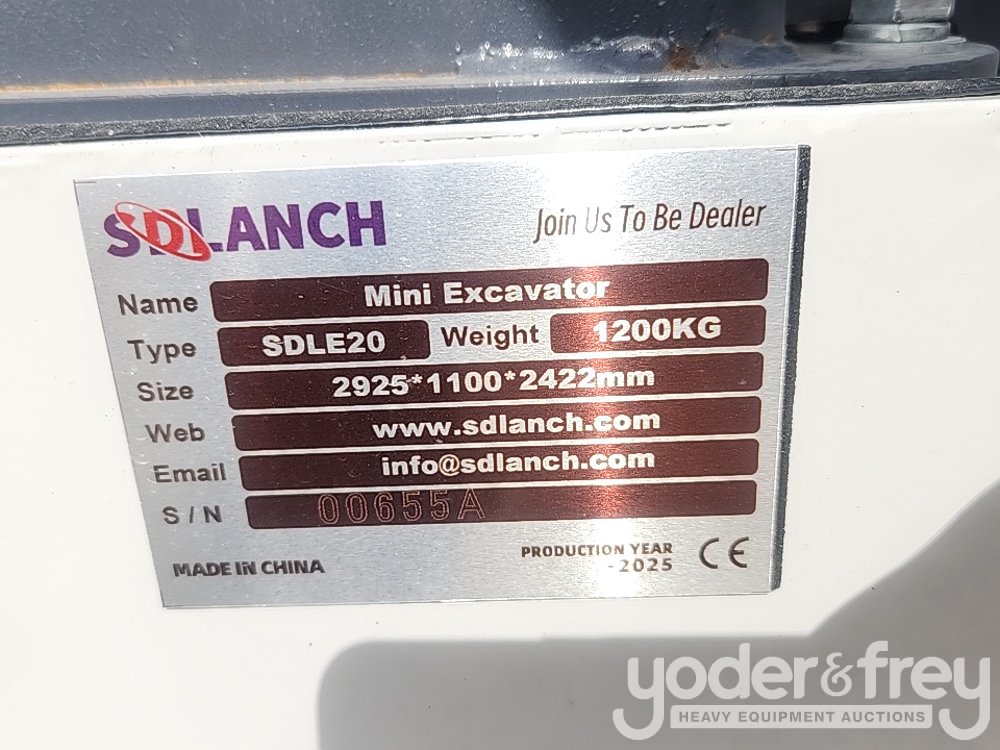 SDLANCH
Join Us To Be Dealer
Name Mini Excavator
Type SDLE20 Weight 1200KG
Size 2925*1100*2422mm
Web www.sdlanch.com
Email info@sdlanch.com
S / N 00655A
MADE IN CHINA
PRODUCTION YEAR
-2025
CE
yoder&frey
HEAVY EQUIPMENT AUCTIONS